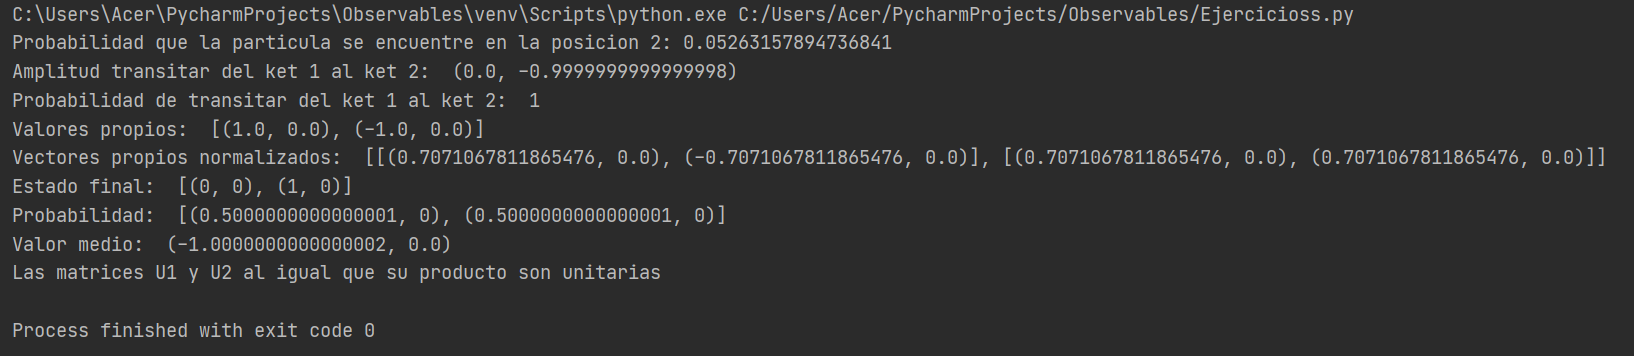 C:\Users\Acer\PycharmProjects\Observables\venv\Scripts\python.exe C:/Users/Acer/PycharmProjects/Observables/Ejercicioss.py
Probabilidad que la particula se encuentre en la posicion 2: 0.05263157894736841
Amplitud transitar del ket 1 al ket 2:  (0.0, -0.9999999999999998)
Probabilidad de transitar del ket 1 al ket 2:  1
Valores propios:  [(1.0, 0.0), (-1.0, 0.0)]
Vectores propios normalizados:  [[(0.7071067811865476, 0.0), (-0.7071067811865476, 0.0)], [(0.7071067811865476, 0.0), (0.7071067811865476, 0.0)]]
Estado final:  [(0, 0), (1, 0)]
Probabilidad:  [(0.5000000000000001, 0), (0.5000000000000001, 0)]
Valor medio:  (-1.0000000000000002, 0.0)
Las matrices U1 y U2 al igual que su producto son unitarias
Process finished with exit code 0